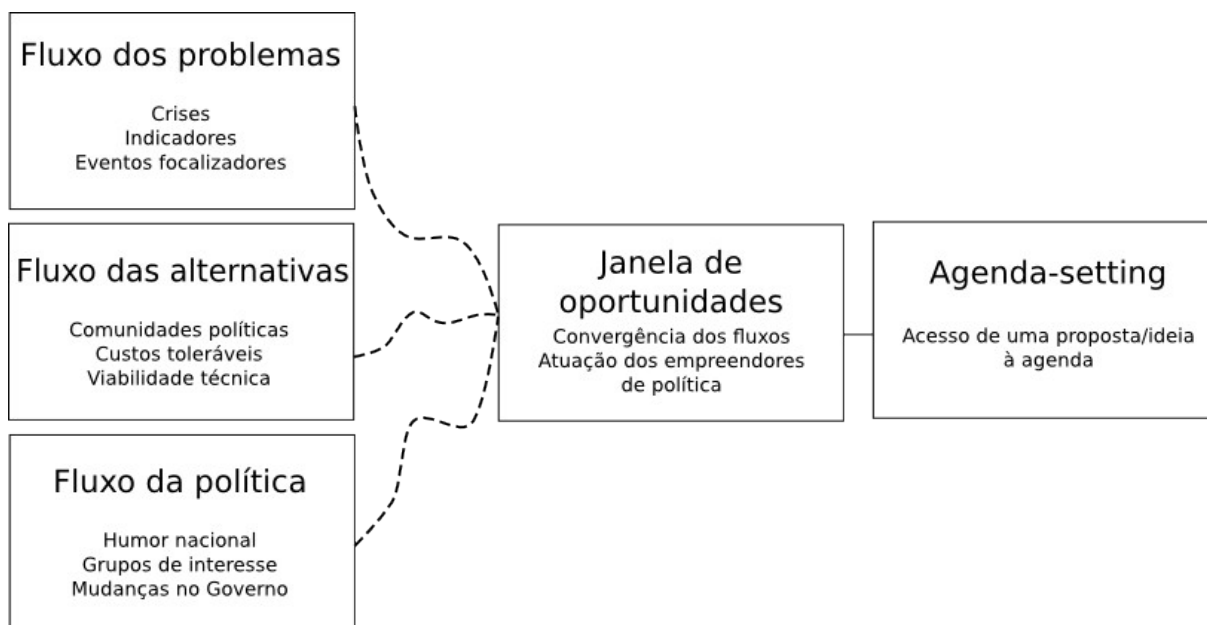 Fluxo dos problemas
Crises
Indicadores
Eventos focalizadores
Fluxo das alternativas
Comunidades políticas
Custos toleráveis
Viabilidade técnica
Fluxo da política
Humor nacional
Grupos de interesse
Mudanças no Governo
Janela de
oportunidades
Convergência dos fluxos
Atuação dos empreendores
de política
Agenda-setting
Acesso de uma proposta/ideia
à agenda